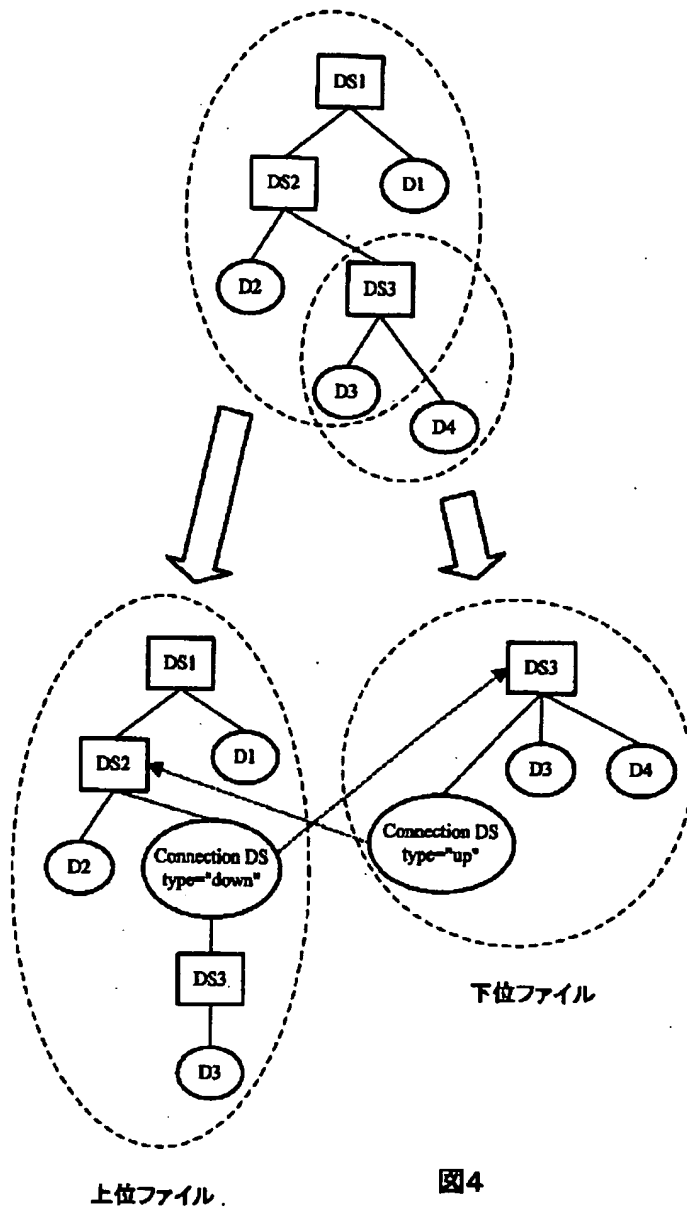 DS1
DS2
D1
D2
DS3
D3
D4
DS1
DS2
D1
D2
Connection DS
type="down"
DS3
D3
上位ファイル
DS3
D3
D4
Connection DS
type="up"
下位ファイル
図4